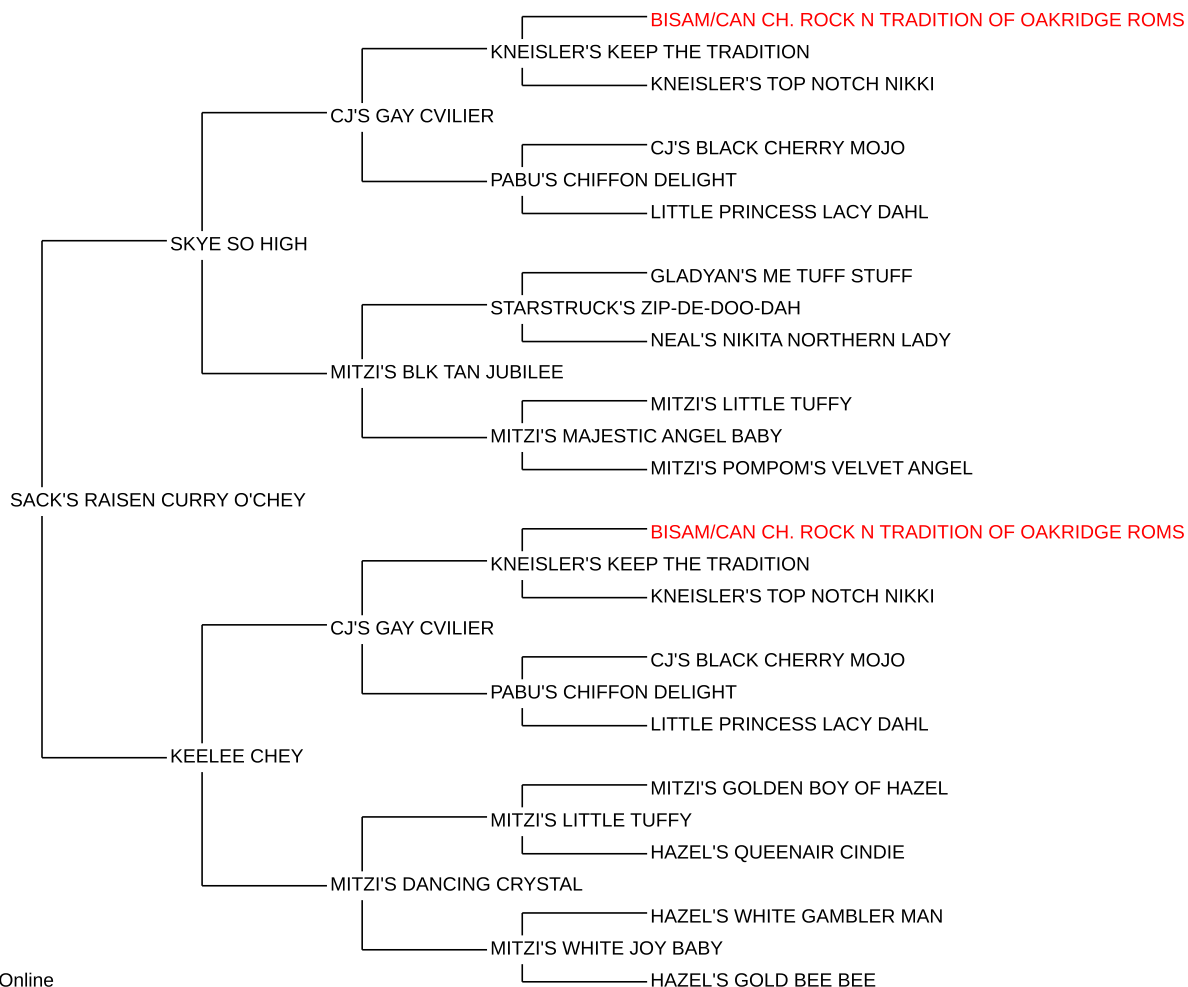 BISAM/CAN CH. ROCK N TRADITION OF OAKRIDGE ROMS
KNEISLER'S KEEP THE TRADITION
KNEISLER'S TOP NOTCH NIKKI
CJ'S GAY CVILIER
CJ'S BLACK CHERRY MOJO
PABU'S CHIFFON DELIGHT
LITTLE PRINCESS LACY DAHL
SKYE SO HIGH
GLADYAN'S ME TUFF STUFF
STARSTRUCK'S ZIP-DE-DOO-DAH
NEAL'S NIKITA NORTHERN LADY
MITZI'S BLK TAN JUBILEE
MITZI'S LITTLE TUFFY
MITZI'S MAJESTIC ANGEL BABY
MITZI'S POMPOM'S VELVET ANGEL
SACK'S RAISEN CURRY O'CHEY
BISAM/CAN CH. ROCK N TRADITION OF OAKRIDGE ROMS
KNEISLER'S KEEP THE TRADITION
KNEISLER'S TOP NOTCH NIKKI
CJ'S GAY CVILIER
CJ'S BLACK CHERRY MOJO
PABU'S CHIFFON DELIGHT
LITTLE PRINCESS LACY DAHL
KEELEE CHEY
MITZI'S GOLDEN BOY OF HAZEL
MITZI'S LITTLE TUFFY
HAZEL'S QUEENAIR CINDIE
MITZI'S DANCING CRYSTAL
HAZEL'S WHITE GAMBLER MAN
MITZI'S WHITE JOY BABY
HAZEL'S GOLD BEE BEE
Online